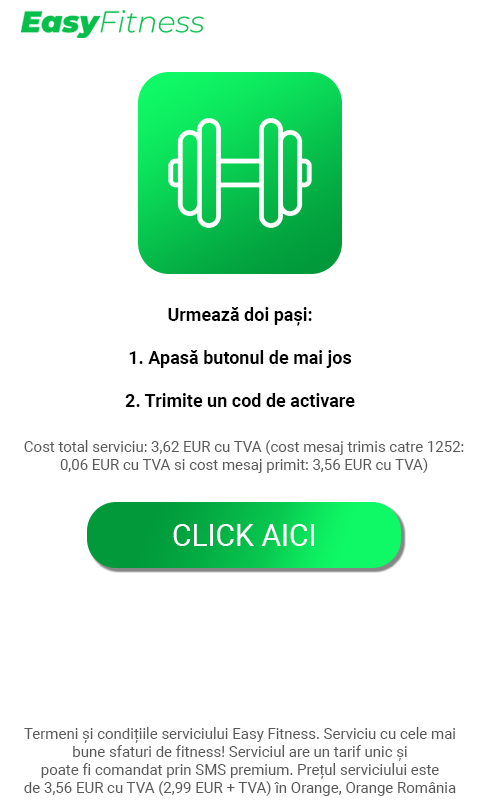 EasyFitness
Urmează doi pași:
1. Apasă butonul de mai jos
2. Trimite un cod de activare
Cost total serviciu: 3,62 EUR cu TVA (cost mesaj trimis catre 1252:
0,06 EUR cu TVA si cost mesaj primit: 3,56 EUR cu TVA)
CLICK AICI
Termeni și condițiile serviciului Easy Fitness. Serviciu cu cele mai
bune sfaturi de fitness! Serviciul are un tarif unic și
poate fi comandat prin SMS premium. Prețul serviciului este
de 3,56 EUR cu TVA (2,99 EUR + TVA) în Orange, Orange România